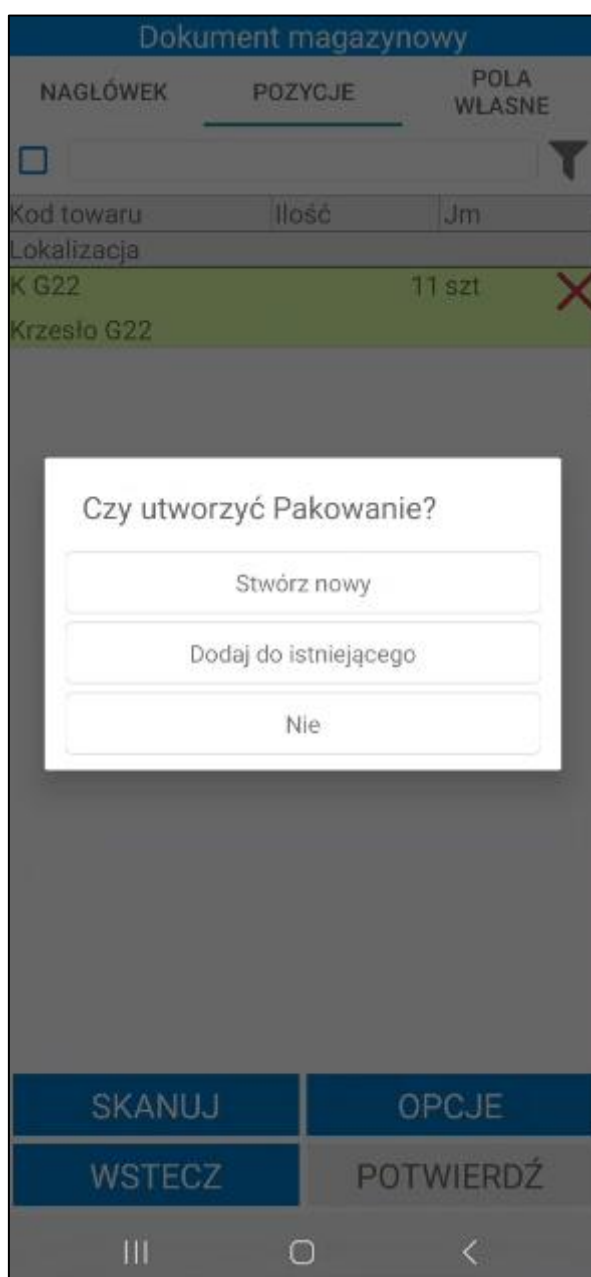 Dokument magazynowy
NAGŁÓWEK POZYCJE POLA WŁASNE
Kod towaru Ilość Jm
Lokalizacja
K G22 11 szt
Krzesło G22
Czy utworzyć Pakowanie?
Stwórz nowy
Dodaj do istniejącego
Nie
SKANUJ OPCJE
WSTECZ POTWIERDŹ